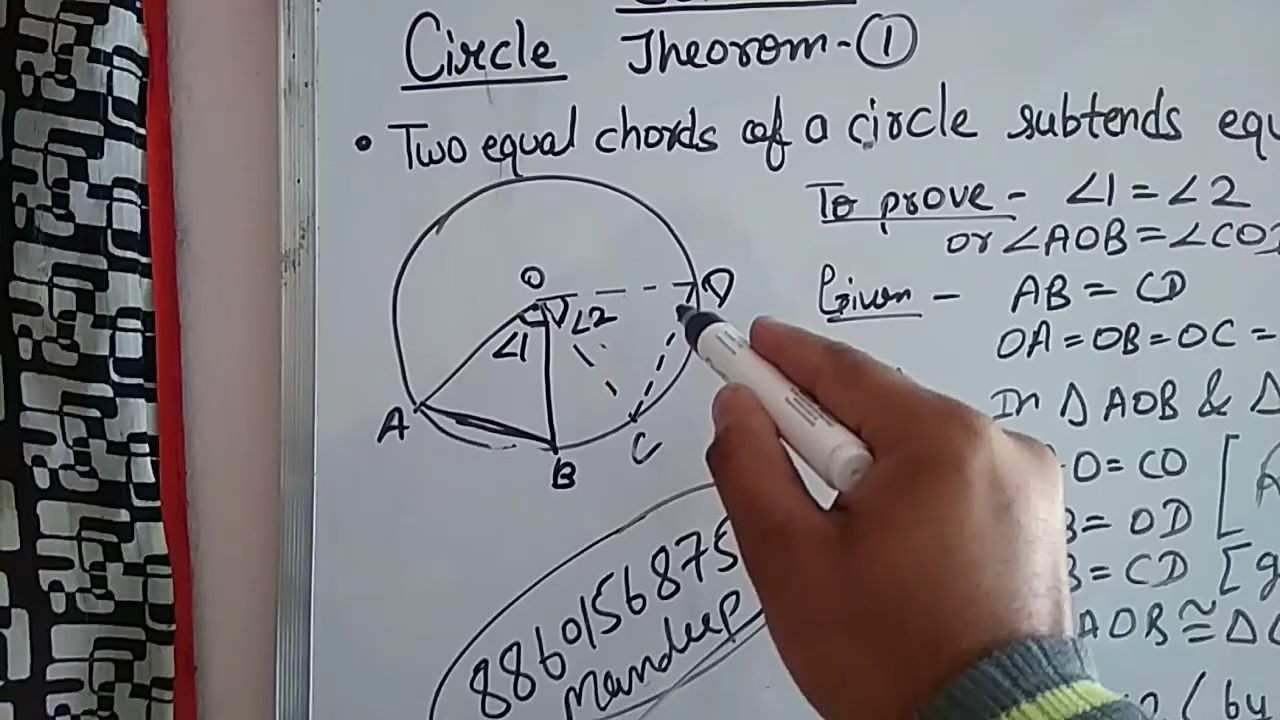 Circle Theorom-①
• Two equal chords of a circle subtends equ
To prove - ∠1 = ∠2
or ∠AOB = ∠CO
Given - AB = CD
OA = OB = OC =
In Δ AOB & Δ
O = CO [
B = OD
B = CD [g
AOB ≅ Δ
( by
O
D
∠1
∠2
A
B
C
8860156875
Mandeep